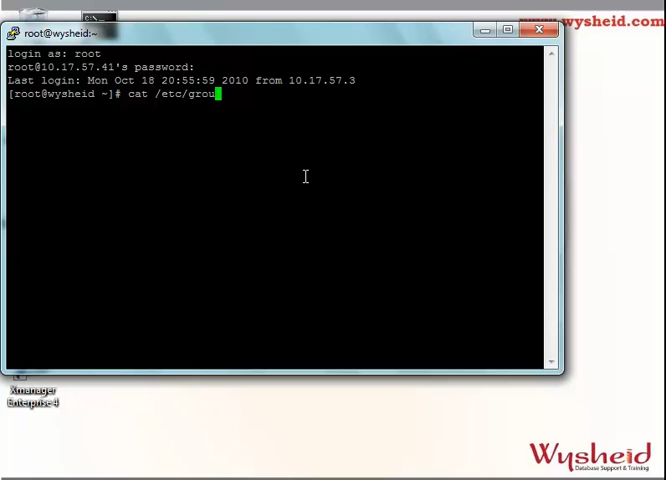 www.wysheid.com
root@wysheid:~
login as: root
root@10.17.57.41's password:
Last login: Mon Oct 18 20:55:59 2010 from 10.17.57.3
[root@wysheid ~]# cat /etc/grou
Xmanager
Enterprise 4
Wysheid
Database Support & Training